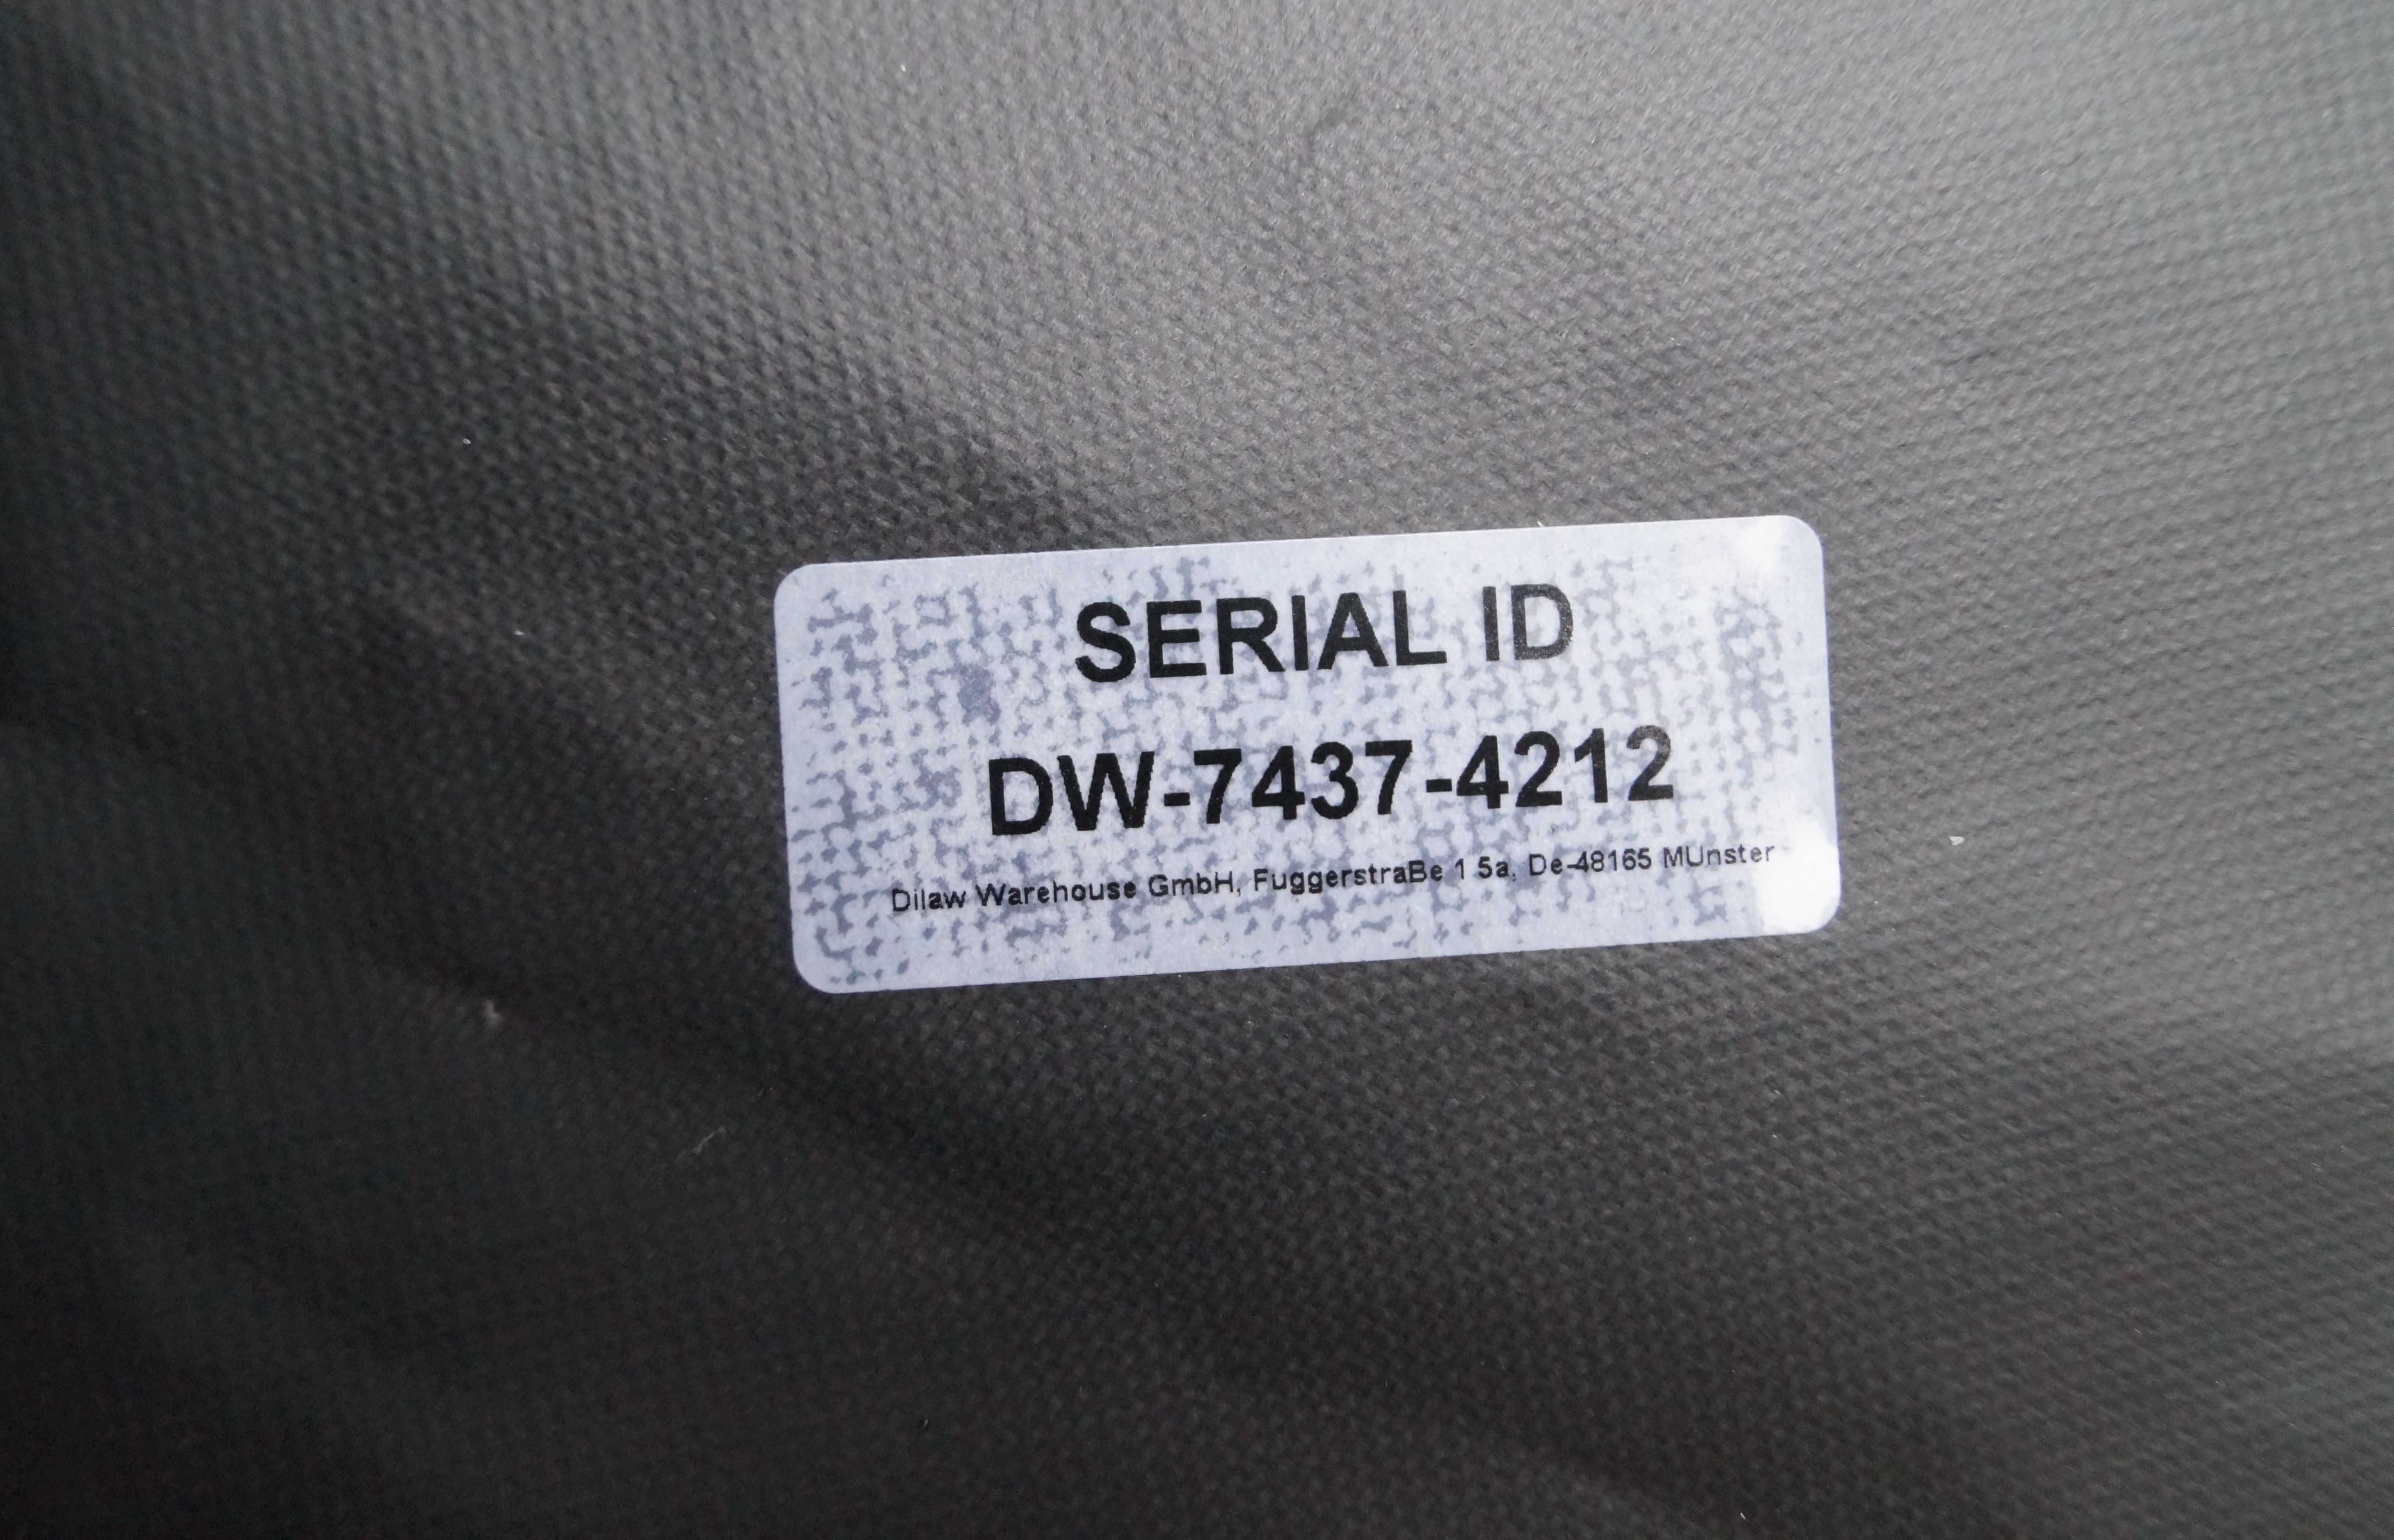 SERIAL ID
DW-7437-4212
Dilaw Warehouse GmbH, FuggerstraBe 1 5a, De-48165 MUnster